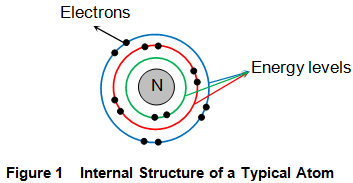 Electrons
Energy levels
N
Figure 1 Internal Structure of a Typical Atom